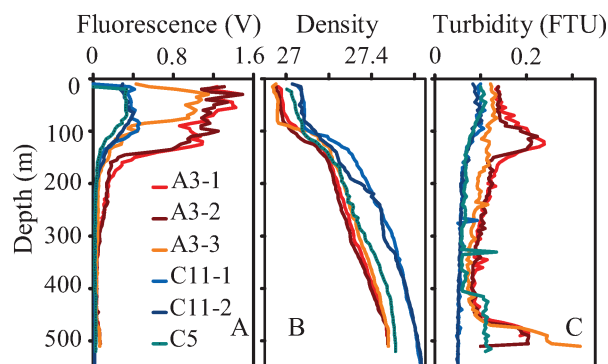 Fluorescence (V) Density Turbidity (FTU)
0 0.8 1.6 27 27.4 0 0.2
0
100
200
300
400
500
Depth (m)
A3-1
A3-2
A3-3
C11-1
C11-2
C5
A B C